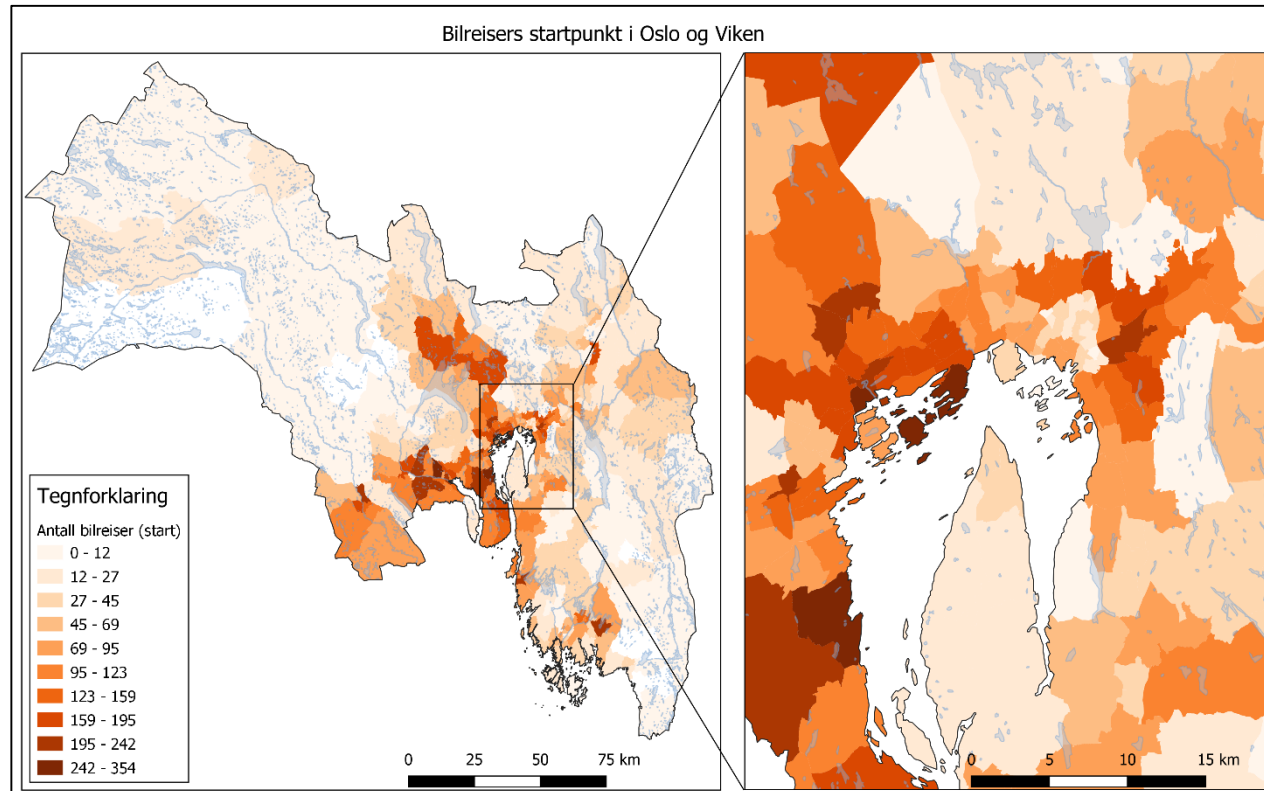 Bilreisers startpunkt i Oslo og Viken
Tegnforklaring
Antall bilreiser (start)
0 - 12
12 - 27
27 - 45
45 - 69
69 - 95
95 - 123
123 - 159
159 - 195
195 - 242
242 - 354
0 25 50 75 km
0 5 10 15 km